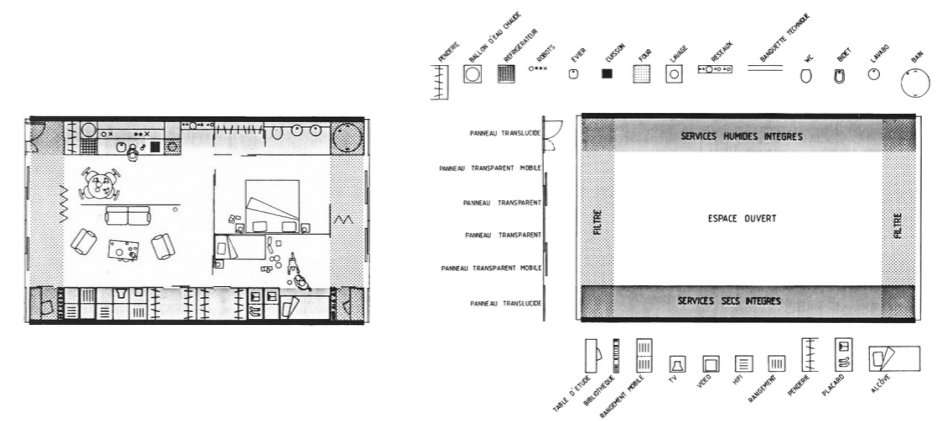 PENDERIE
BALLON D'EAU CHAUDE
REFRIGERATEUR
ROBOTS
EVIER
CUISSON
FOUR
LAVAGE
RESEAUX
BANQUETTE TECHNIQUE
WC
BIDET
LAVABO
BAIN
PANNEAU TRANSLUCIDE
PANNEAU TRANSPARENT MOBILE
PANNEAU TRANSPARENT
PANNEAU TRANSPARENT
PANNEAU TRANSPARENT MOBILE
PANNEAU TRANSLUCIDE
SERVICES HUMIDES INTEGRES
FILTRE
ESPACE OUVERT
FILTRE
SERVICES SECS INTEGRES
TABLE D'ETUDE
BIBLIOTHEQUE
RANGEMENT MOBILE
TV
VIDEO
HIFI
RANGEMENT
PENDERIE
PLACARD
ALCÔVE